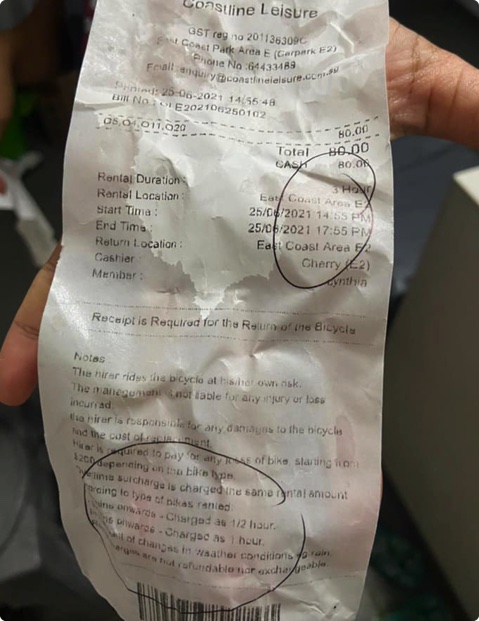 Coastline Leisure
GST reg no 201136309C
East Coast Park Area E (Carpark E2)
Phone No :64433489
Email: enquiry@coastlineleisure.com.sg
25-06-2021 14:55:48
Bill No.: E202106250102
80.00
Total 80.00
CASH 80.00
Rental Duration: 3 Hour
Rental Location: East Coast Area E2
Start Time: 25/06/2021 14:55 PM
End Time: 25/06/2021 17:55 PM
Return Location: East Coast Area E2
Cashier: Cherry (E2)
Member: Cynthia
Receipt is Required for the Return of the Bicycle
Notes
The hirer rides the bicycle at his/her own risk.
The management is not liable for any injury or loss
incurred.
the hirer is responsible for any damages to the bicycle
and the cost of replacement.
Hirer is required to pay for any loss of bike, starting from
$200 depending on the bike type.
surcharge is charged the same rental amount
to type of bikes rented
onwards - Charged as 1/2 hour.
onwards - Charged as 1 hour.
of changes in weather conditions
are not refundable nor exchangeable